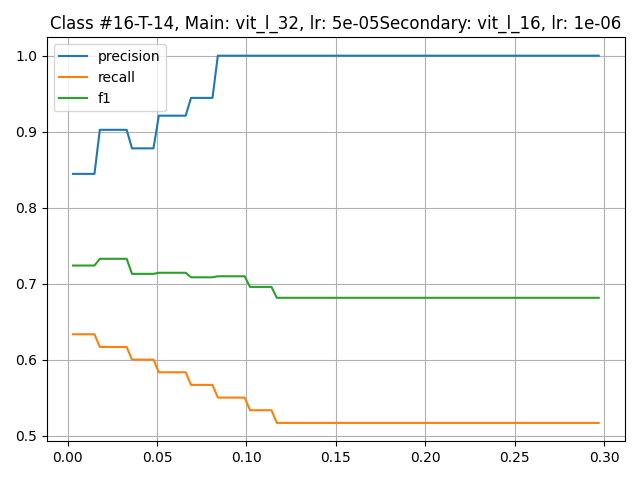 Class #16-T-14, Main: vit_l_32, lr: 5e-05Secondary: vit_l_16, lr: 1e-06
precision
recall
f1
1.0
0.9
0.8
0.7
0.6
0.5
0.00 0.05 0.10 0.15 0.20 0.25 0.30